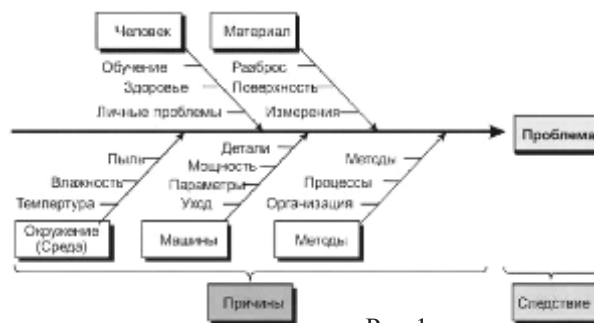 Человек
Материал
Обучение
Здоровье
Личные проблемы
Разброс
Поверхность
Измерения
Проблема
Пыль
Влажность
Темпертура
Детали
Мощность
Параметры
Уход
Методы
Процессы
Организация
Окружение
(Среда)
Машины
Методы
Причины
Следствие